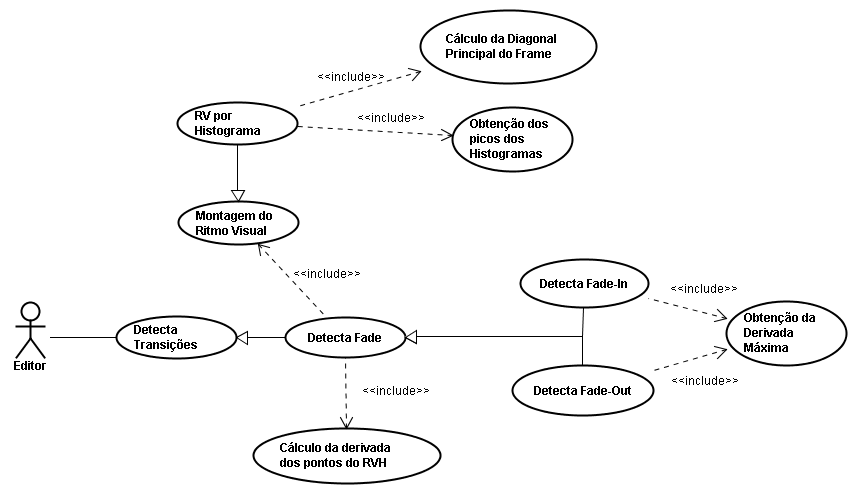 Cálculo da Diagonal
Principal do Frame
<<include>>
RV por
Histograma
<<include>>
Obtenção dos
picos dos
Histogramas
Montagem do
Ritmo Visual
<<include>>
Detecta Fade-In
<<include>>
Obtenção da
Derivada
Máxima
Editor
Detecta
Transições
Detecta Fade
Detecta Fade-Out
<<include>>
<<include>>
Cálculo da derivada
dos pontos do RVH